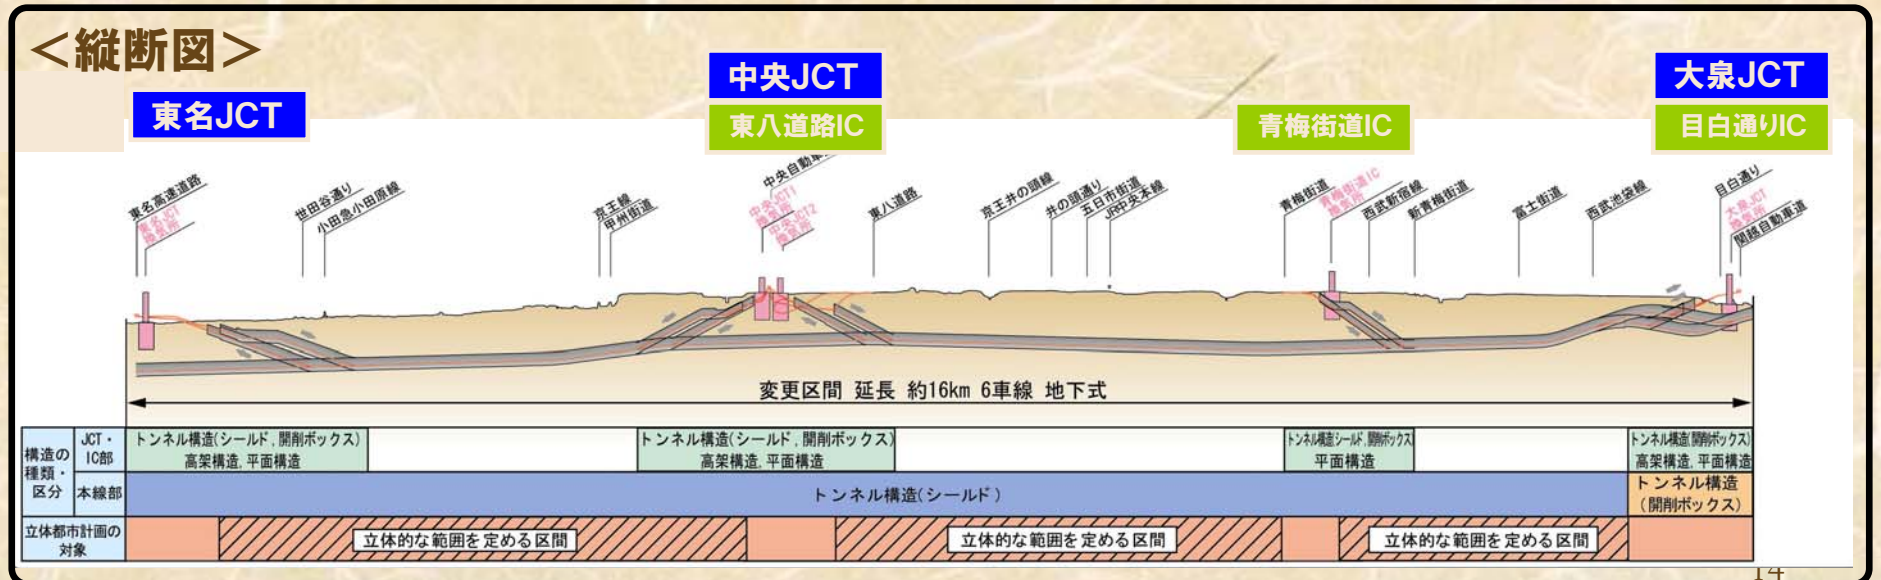 ＜縦断図＞
東名JCT
中央JCT
東八道路IC
青梅街道IC
大泉JCT
目白通りIC
東名高速道路
東名JCT
換気所
世田谷通り
小田急小田原線
京王線
甲州街道
中央自動車
中央JCT1
換気所
中央JCT2
換気所
東八道路
京王井の頭線
井の頭通り
五日市街道
JR中央本線
青梅街道
青梅街道IC
換気所
西武新宿線
新青梅街道
富士街道
西武池袋線
目白通り
大泉JCT
換気所
関越自動車道
変更区間 延長 約16km 6車線 地下式
構造の
種類・
区分
JCT・
IC部
トンネル構造(シールド,開削ボックス)
高架構造,平面構造
トンネル構造(シールド,開削ボックス)
高架構造,平面構造
トンネル構造(シールド,開削ボックス)
平面構造
トンネル構造(開削ボックス)
高架構造,平面構造
本線部
トンネル構造(シールド)
トンネル構造
(開削ボックス)
立体都市計画の
対象
立体的な範囲を定める区間
立体的な範囲を定める区間
立体的な範囲を定める区間
14